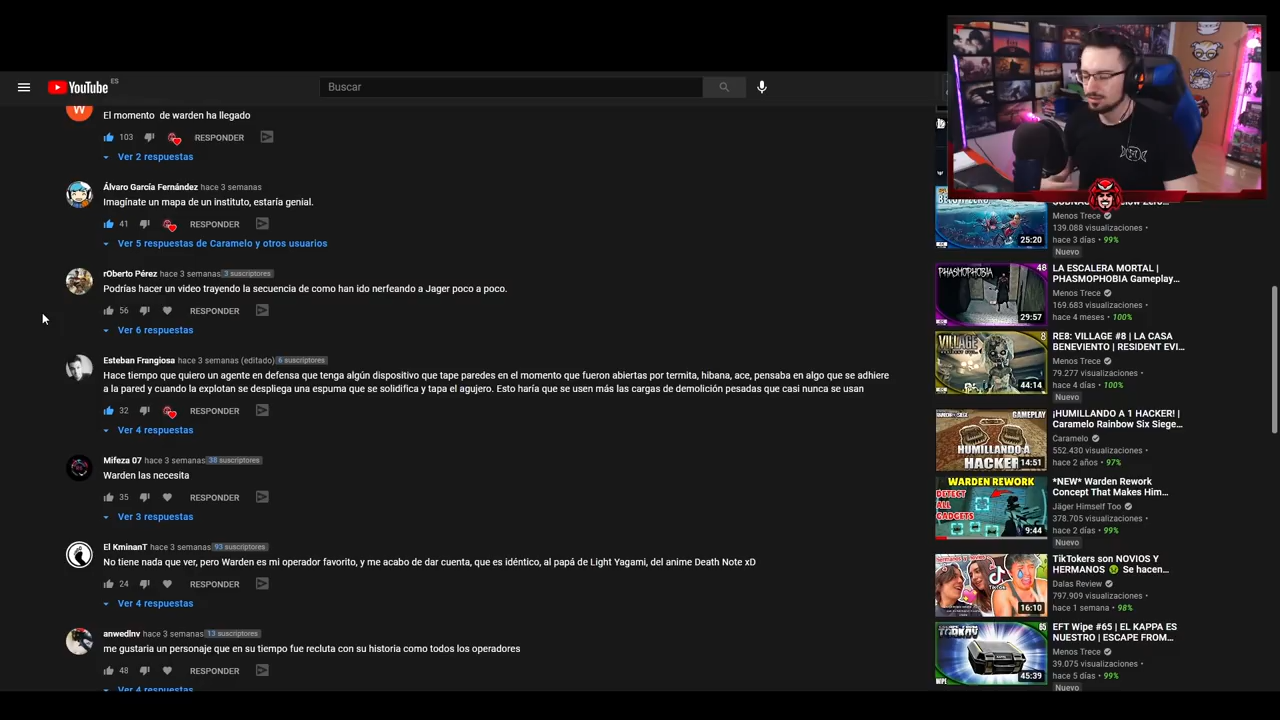 YouTube ES
Buscar
W
El momento de warden ha llegado
103 RESPONDER
Ver 2 respuestas
Álvaro García Fernández hace 3 semanas
Imagínate un mapa de un instituto, estaría genial.
41 RESPONDER
Ver 5 respuestas de Caramelo y otros usuarios
rOberto Pérez hace 3 semanas 3 suscriptores
Podrías hacer un video trayendo la secuencia de como han ido nerfeando a Jager poco a poco.
56 RESPONDER
Ver 6 respuestas
Esteban Frangiosa hace 3 semanas (editado) 6 suscriptores
Hace tiempo que quiero un agente en defensa que tenga algún dispositivo que tape paredes en el momento que fueron abiertas por termita, hibana, ace, pensaba en algo que se adhiere
a la pared y cuando la explotan se despliega una espuma que se solidifica y tapa el agujero. Esto haría que se usen más las cargas de demolición pesadas que casi nunca se usan
32 RESPONDER
Ver 4 respuestas
Mifeza 07 hace 3 semanas 38 suscriptores
Warden las necesita
35 RESPONDER
Ver 3 respuestas
El KminanT hace 3 semanas 93 suscriptores
No tiene nada que ver, pero Warden es mi operador favorito, y me acabo de dar cuenta, que es idéntico, al papá de Light Yagami, del anime Death Note xD
24 RESPONDER
Ver 4 respuestas
anwedlnv hace 3 semanas 13 suscriptores
me gustaria un personaje que en su tiempo fue recluta con su historia como todos los operadores
48 RESPONDER
Ver 4 respuestas
25:20
Menos Trece
139.088 visualizaciones •
hace 3 días • 99%
Nuevo
PHASMOPHOBIA
48
29:57
LA ESCALERA MORTAL |
PHASMOPHOBIA Gameplay...
Menos Trece
169.683 visualizaciones •
hace 4 meses • 100%
VILLAGE
8
44:14
RE8: VILLAGE #8 | LA CASA
BENEVIENTO | RESIDENT EVI...
Menos Trece
79.277 visualizaciones •
hace 4 días • 100%
Nuevo
GAMEPLAY
HUMILLANDO A
HACKER
14:51
¡HUMILLANDO A 1 HACKER! |
Caramelo Rainbow Six Siege...
Caramelo
552.430 visualizaciones •
hace 2 años • 97%
WARDEN REWORK
DETECT
ALL
GADGETS
9:44
*NEW* Warden Rework
Concept That Makes Him...
Jäger Himself Too
378.705 visualizaciones •
hace 2 días • 99%
Nuevo
TikTok
16:10
TikTokers son NOVIOS Y
HERMANOS Se hacen...
Dalas Review
797.909 visualizaciones •
hace 1 semana • 98%
65
45:39
EFT Wipe #65 | EL KAPPA ES
NUESTRO | ESCAPE FROM...
Menos Trece
39.075 visualizaciones •
hace 5 días • 99%
Nuevo